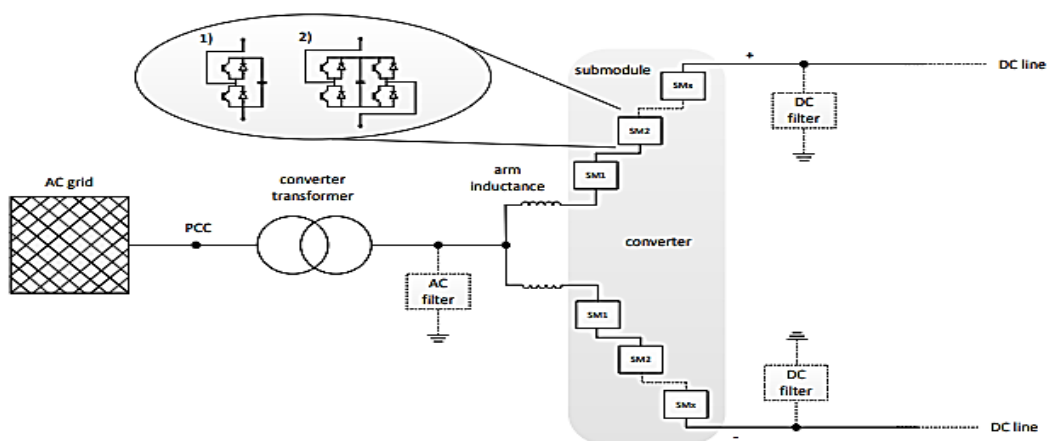 1)
2)
submodule
+
DC line
SMx
DC
filter
SM2
AC grid
converter
transformer
arm
inductance
SM1
PCC
converter
AC
filter
SM1
SM2
DC
filter
SMx
-
DC line